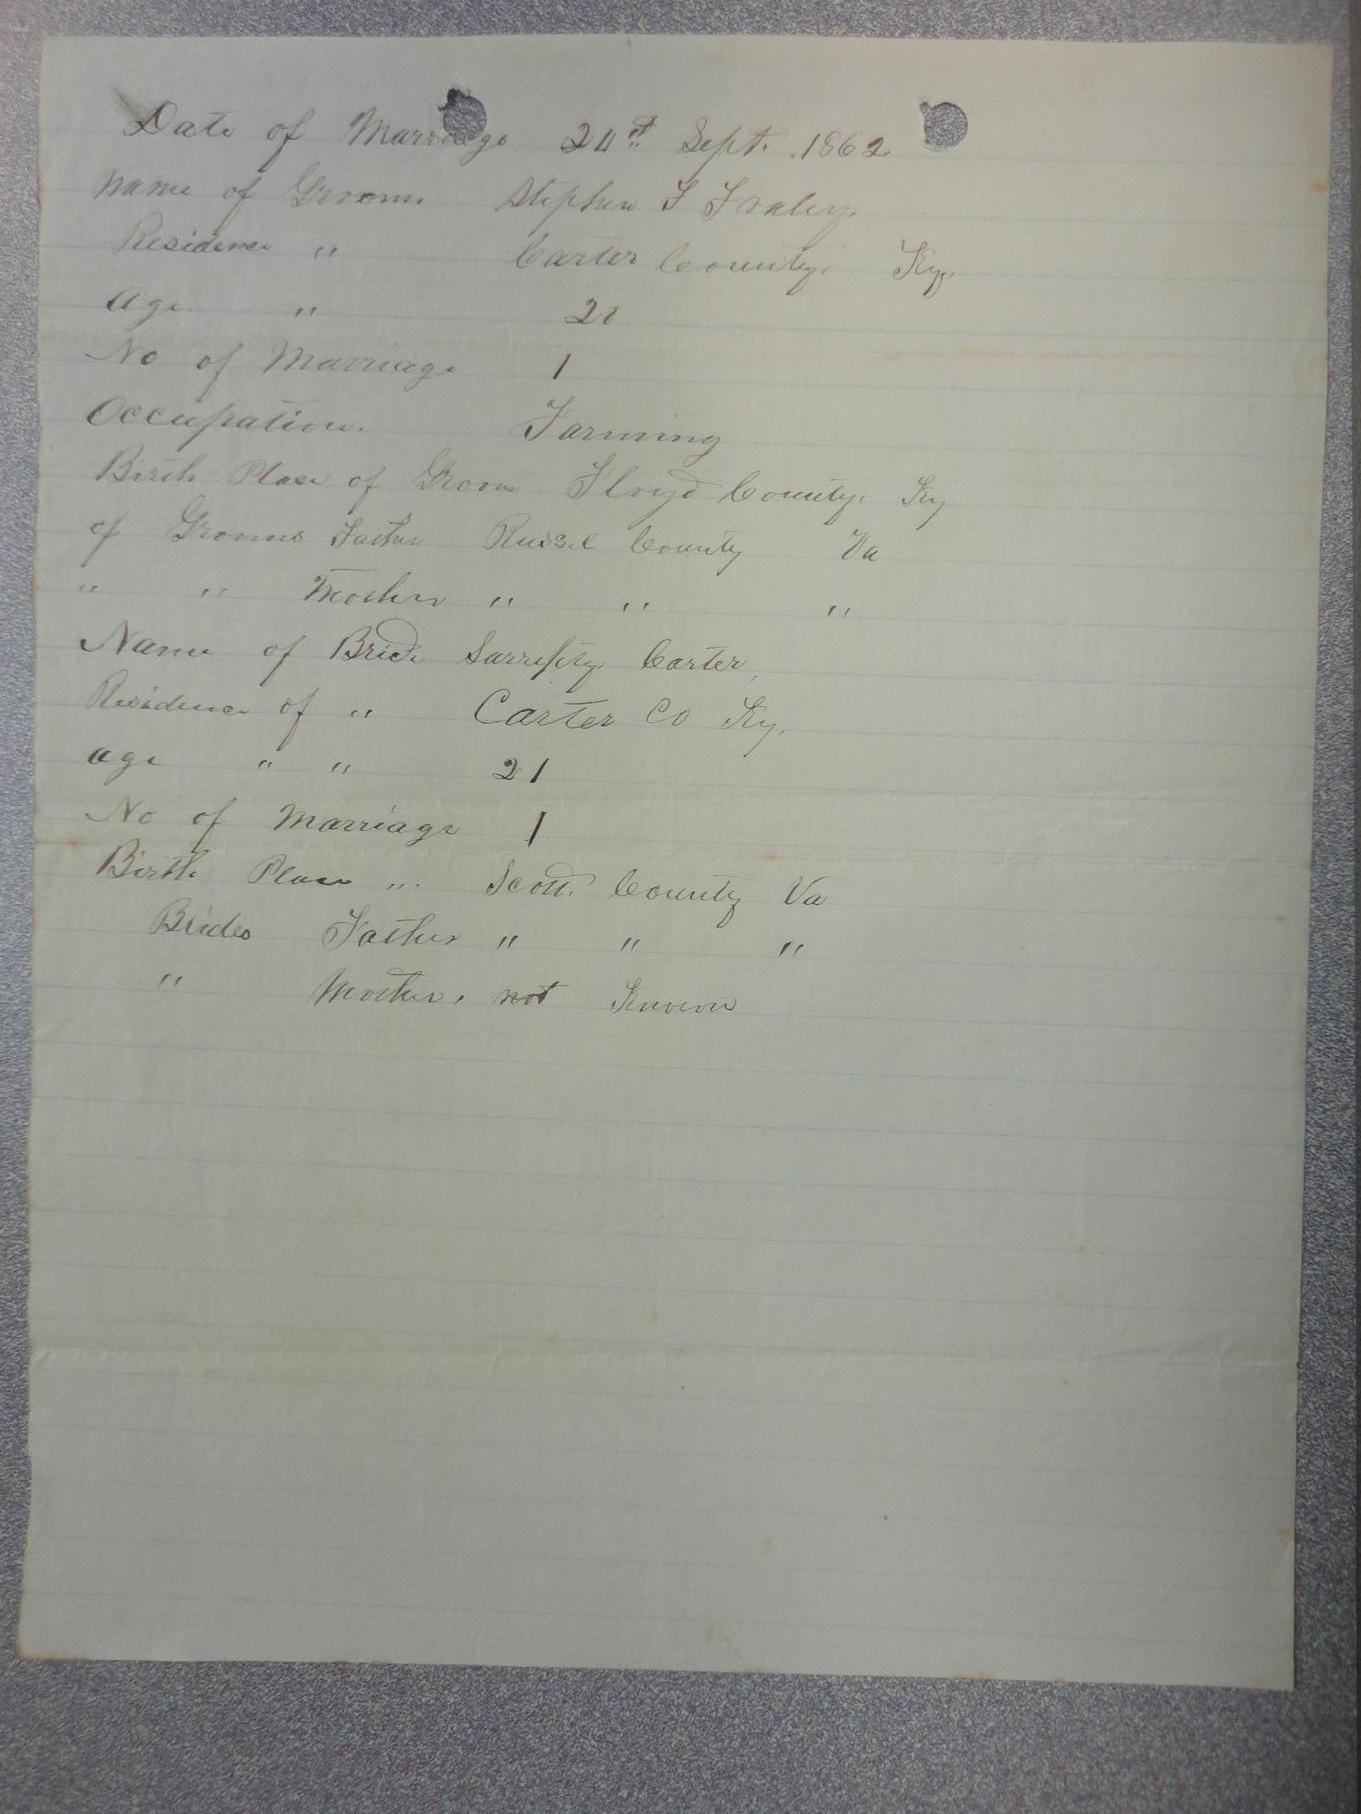 Date of Marriage 24th Sept. 1862
Name of Groom. Stephen F Fraley.
Residence " Carter County. Ky.
Age "
No of Marriage 1
Occupation. Farming
Birth Place of Groom Floyd County. Ky
of Grooms Father Russel County Va
" " Mother " " "
Name of Bride Carter,
Residence of " Carter Co Ky.
age " " 21
No of Marriage 1
Birth Place " Scott County Va
Brides Father " " "
" Mother. not Known